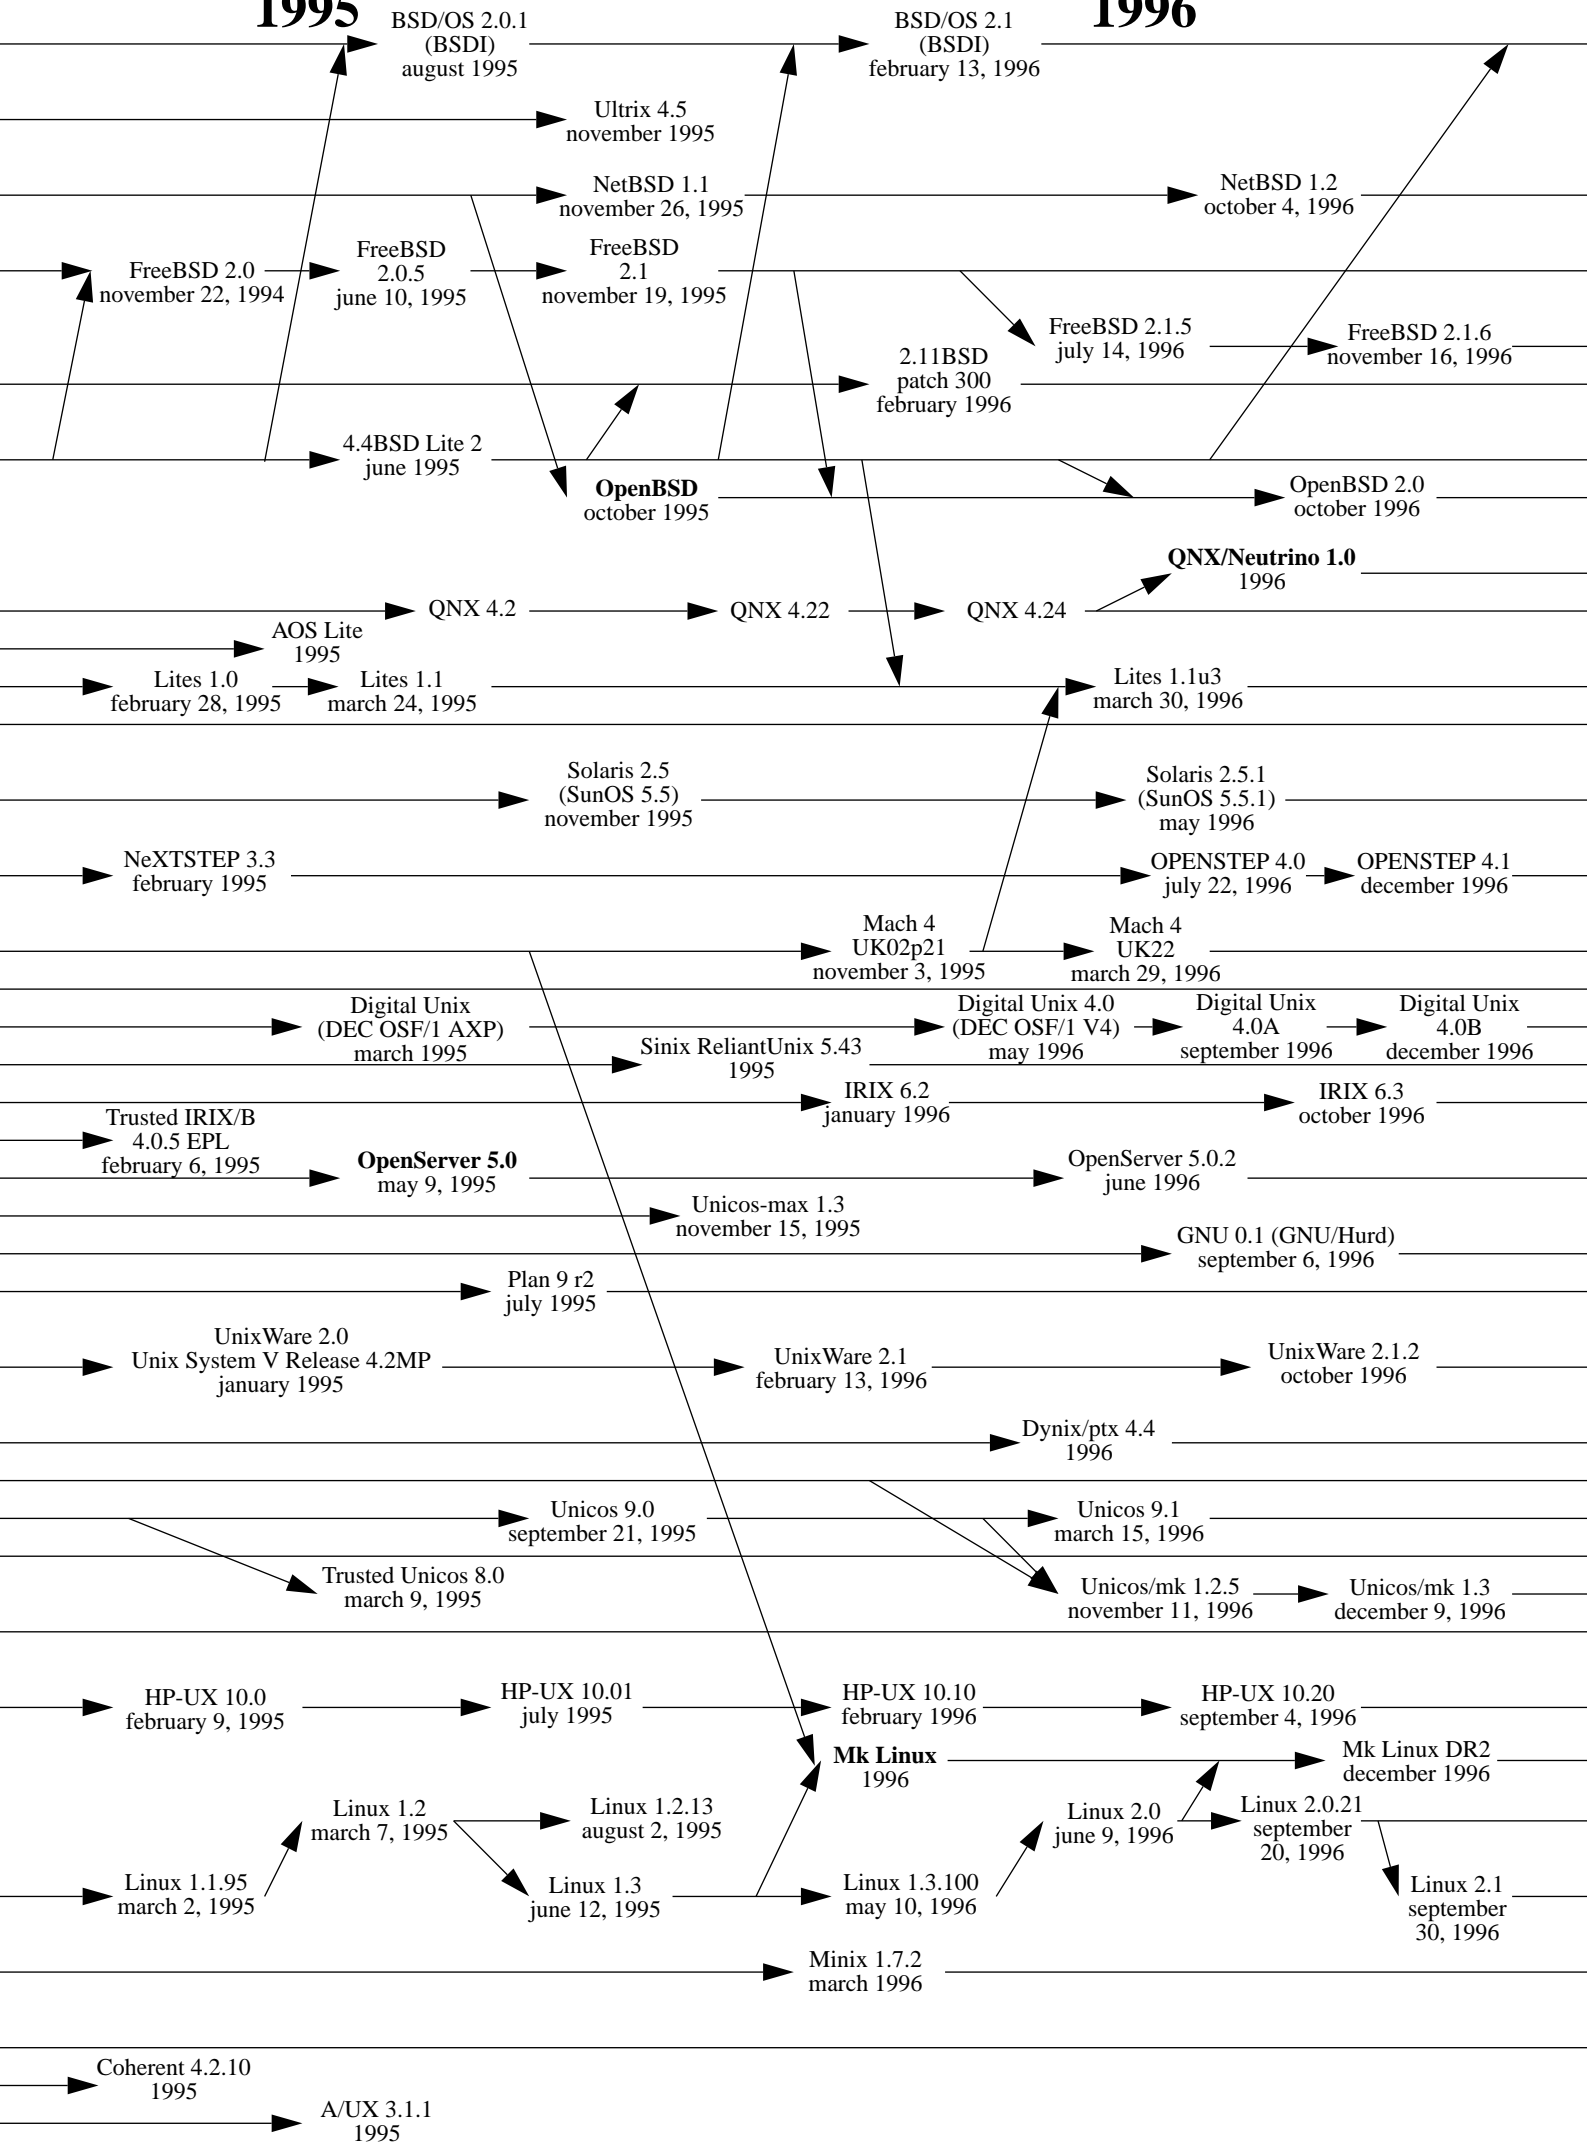 1995
1996
BSD/OS 2.0.1
(BSDI)
august 1995
BSD/OS 2.1
(BSDI)
february 13, 1996
Ultrix 4.5
november 1995
NetBSD 1.1
november 26, 1995
NetBSD 1.2
october 4, 1996
FreeBSD 2.0
november 22, 1994
FreeBSD
2.0.5
june 10, 1995
FreeBSD
2.1
november 19, 1995
FreeBSD 2.1.5
july 14, 1996
FreeBSD 2.1.6
november 16, 1996
2.11BSD
patch 300
february 1996
4.4BSD Lite 2
june 1995
OpenBSD
october 1995
OpenBSD 2.0
october 1996
QNX/Neutrino 1.0
1996
QNX 4.2
QNX 4.22
QNX 4.24
AOS Lite
1995
Lites 1.0
february 28, 1995
Lites 1.1
march 24, 1995
Lites 1.1u3
march 30, 1996
Solaris 2.5
(SunOS 5.5)
november 1995
Solaris 2.5.1
(SunOS 5.5.1)
may 1996
NeXTSTEP 3.3
february 1995
OPENSTEP 4.0
july 22, 1996
OPENSTEP 4.1
december 1996
Mach 4
UK02p21
november 3, 1995
Mach 4
UK22
march 29, 1996
Digital Unix
(DEC OSF/1 AXP)
march 1995
Digital Unix 4.0
(DEC OSF/1 V4)
may 1996
Digital Unix
4.0A
september 1996
Digital Unix
4.0B
december 1996
Sinix ReliantUnix 5.43
1995
IRIX 6.2
january 1996
IRIX 6.3
october 1996
Trusted IRIX/B
4.0.5 EPL
february 6, 1995
OpenServer 5.0
may 9, 1995
OpenServer 5.0.2
june 1996
Unicos-max 1.3
november 15, 1995
GNU 0.1 (GNU/Hurd)
september 6, 1996
Plan 9 r2
july 1995
UnixWare 2.0
Unix System V Release 4.2MP
january 1995
UnixWare 2.1
february 13, 1996
UnixWare 2.1.2
october 1996
Dynix/ptx 4.4
1996
Unicos 9.0
september 21, 1995
Unicos 9.1
march 15, 1996
Trusted Unicos 8.0
march 9, 1995
Unicos/mk 1.2.5
november 11, 1996
Unicos/mk 1.3
december 9, 1996
HP-UX 10.0
february 9, 1995
HP-UX 10.01
july 1995
HP-UX 10.10
february 1996
HP-UX 10.20
september 4, 1996
Mk Linux
1996
Mk Linux DR2
december 1996
Linux 1.2
march 7, 1995
Linux 1.2.13
august 2, 1995
Linux 2.0
june 9, 1996
Linux 2.0.21
september
20, 1996
Linux 1.1.95
march 2, 1995
Linux 1.3
june 12, 1995
Linux 1.3.100
may 10, 1996
Linux 2.1
september
30, 1996
Minix 1.7.2
march 1996
Coherent 4.2.10
1995
A/UX 3.1.1
1995